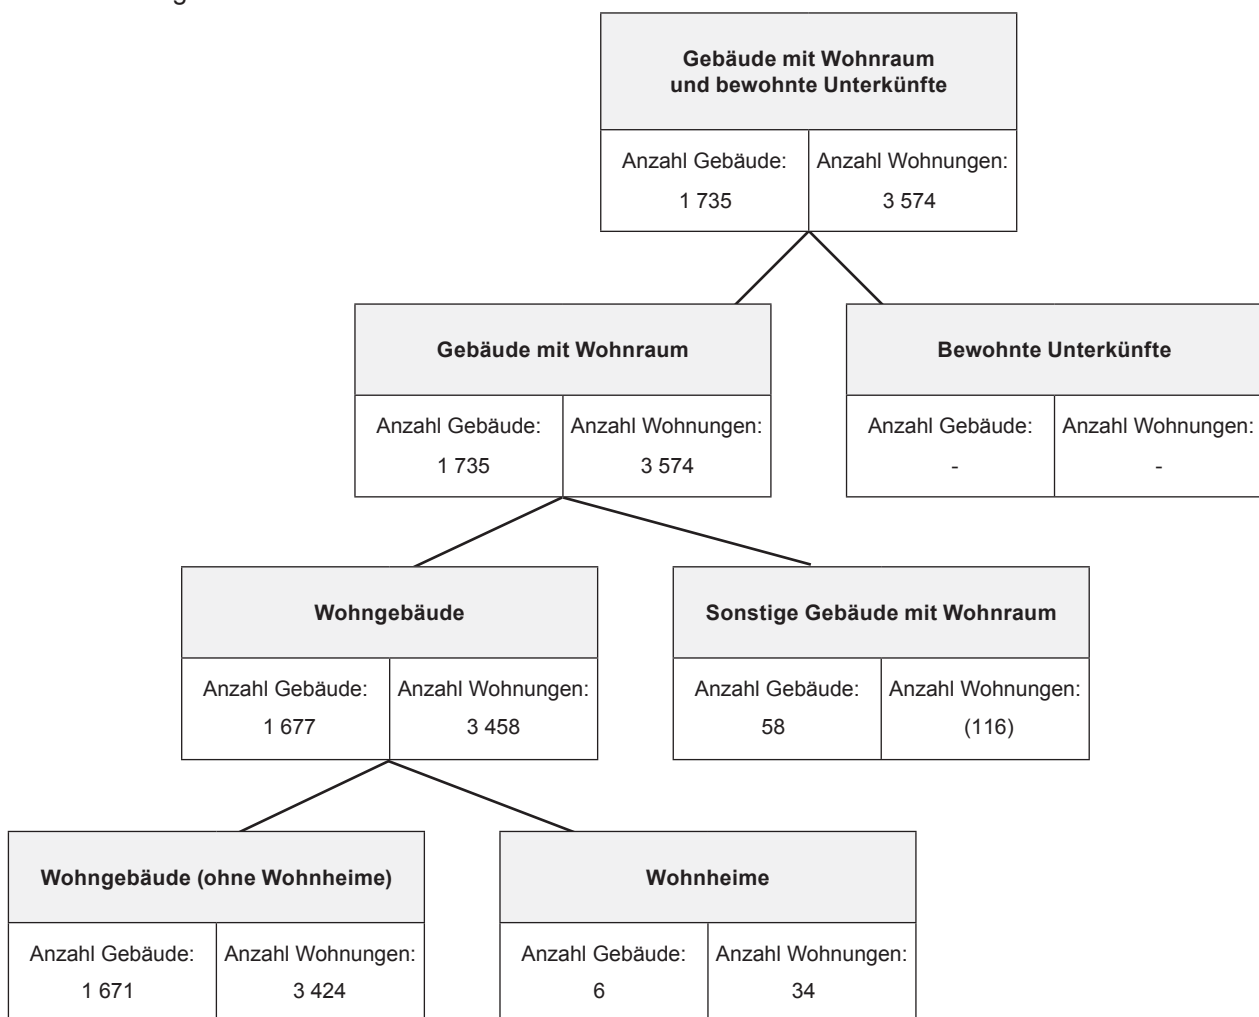 Gebäude mit Wohnraum
und bewohnte Unterkünfte
Anzahl Gebäude: Anzahl Wohnungen:
1 735 3 574
Gebäude mit Wohnraum
Anzahl Gebäude: Anzahl Wohnungen:
1 735 3 574
Bewohnte Unterkünfte
Anzahl Gebäude: Anzahl Wohnungen:
- -
Wohngebäude
Anzahl Gebäude: Anzahl Wohnungen:
1 677 3 458
Sonstige Gebäude mit Wohnraum
Anzahl Gebäude: Anzahl Wohnungen:
58 (116)
Wohngebäude (ohne Wohnheime)
Anzahl Gebäude: Anzahl Wohnungen:
1 671 3 424
Wohnheime
Anzahl Gebäude: Anzahl Wohnungen:
6 34